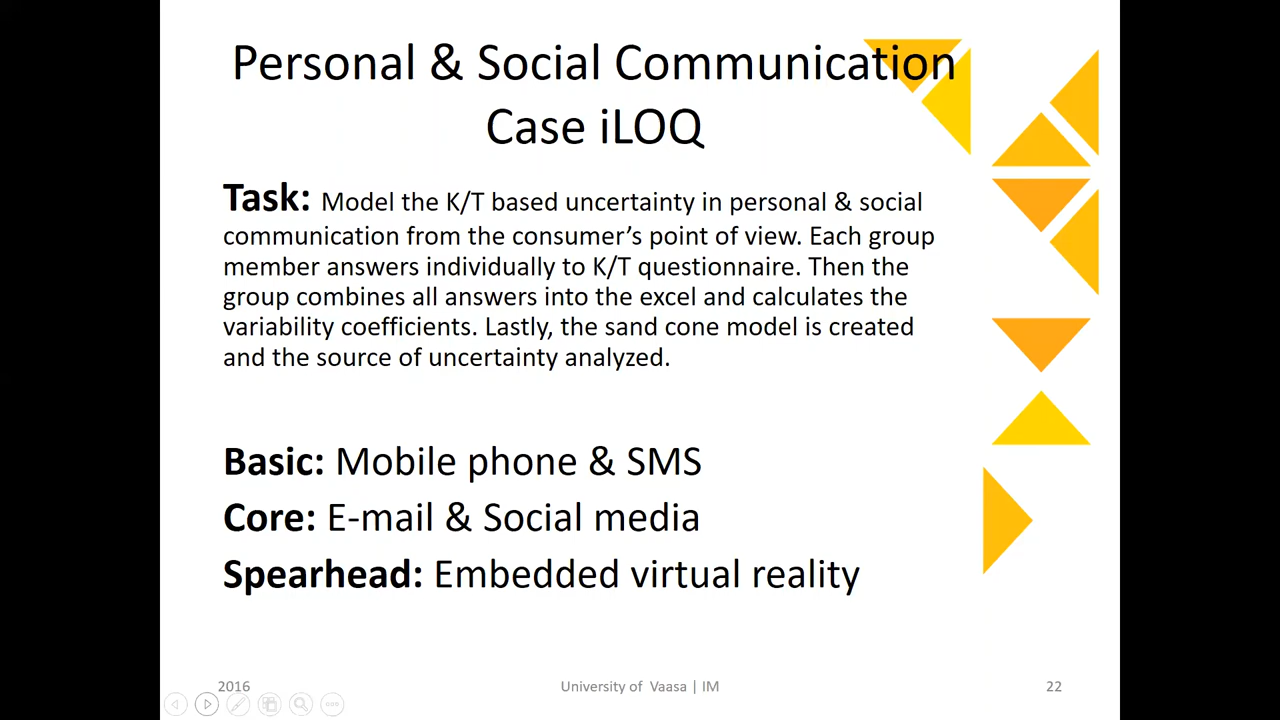 Personal & Social Communication
Case iLOQ
Task: Model the K/T based uncertainty in personal & social
communication from the consumer’s point of view. Each group
member answers individually to K/T questionnaire. Then the
group combines all answers into the excel and calculates the
variability coefficients. Lastly, the sand cone model is created
and the source of uncertainty analyzed.
Basic: Mobile phone & SMS
Core: E-mail & Social media
Spearhead: Embedded virtual reality
2016 University of Vaasa | IM 22